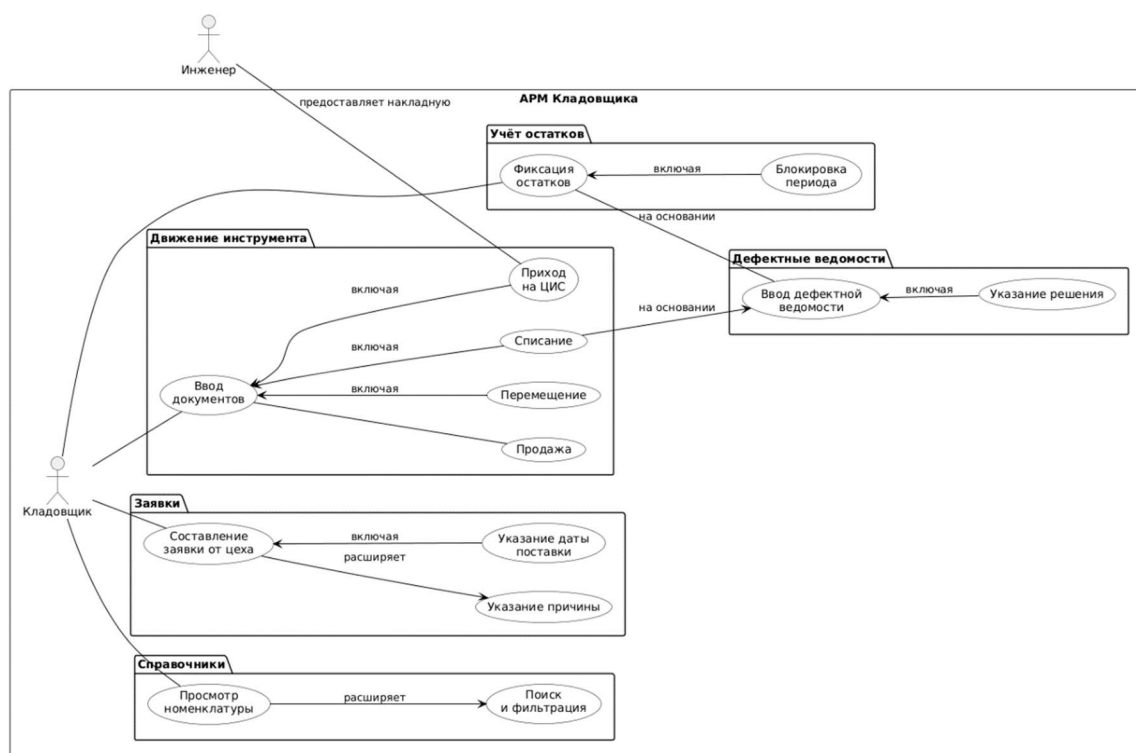 Инженер
предоставляет накладную
АРМ Кладовщика
Учёт остатков
Фиксация
остатков
включая
Блокировка
периода
на основании
Движение инструмента
Дефектные ведомости
Приход
на ЦИС
включая
Ввод дефектной
ведомости
включая
Указание решения
на основании
Списание
включая
Ввод
документов
включая
Перемещение
Продажа
Кладовщик
Заявки
Составление
заявки от цеха
включая
Указание даты
поставки
расширяет
Указание причины
Справочники
Просмотр
номенклатуры
расширяет
Поиск
и фильтрация